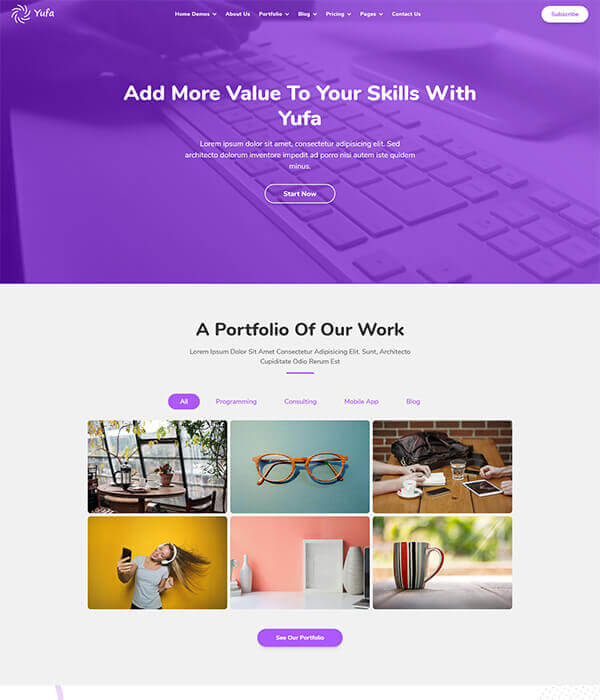 Yufa
Home Demos About Us Portfolio Blog Pricing Pages Contact Us
Subscribe
Add More Value To Your Skills With
Yufa
Lorem ipsum dolor sit amet, consectetur adipisicing elit. Sed
architecto dolorum inventore impedit ad porro nisi autem iste quidem
minus.
Start Now
A Portfolio Of Our Work
Lorem Ipsum Dolor Sit Amet Consectetur Adipisicing Elit. Sunt, Architecto
Cupiditate Odio Rerum Est
All Programming Consulting Mobile App Blog
See Our Portfolio